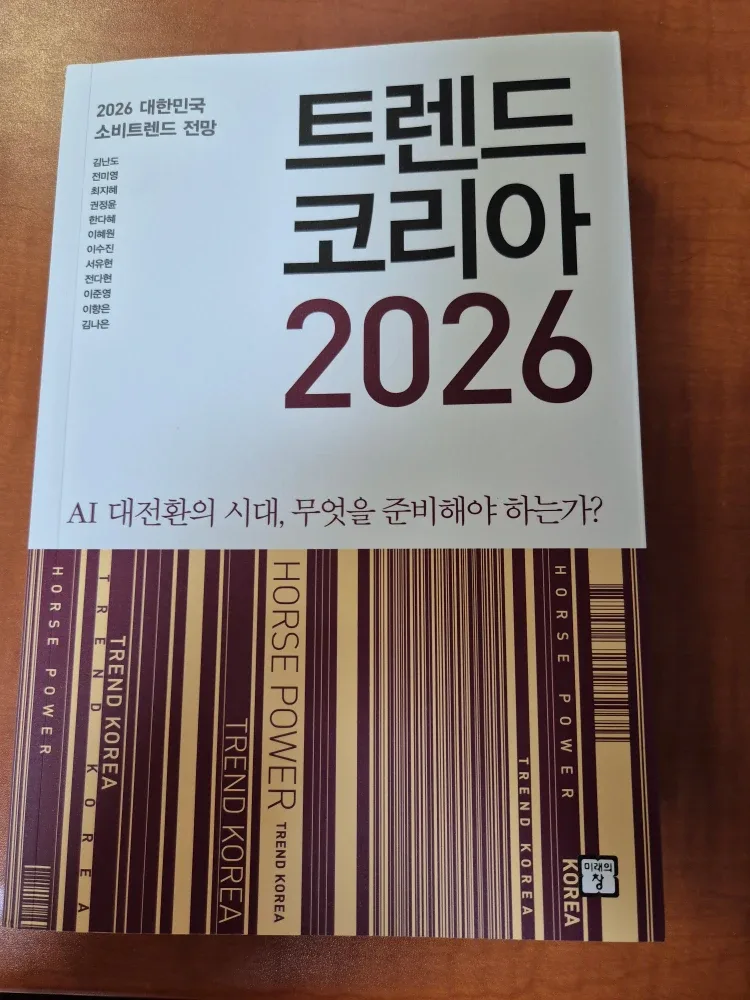 2026 대한민국
소비트렌드 전망
김난도
전미영
최지혜
권정윤
한다혜
이혜원
이수진
서유현
전다현
이준영
이향은
김나은
트렌드
코리아
2026
AI 대전환의 시대, 무엇을 준비해야 하는가?
HORSE POWER
TREND KOREA
TREND KOREA
TREND KOREA
HORSE POWER
TREND KOREA
TREND KOREA
HORSE POWER
KOREA
미래의
창